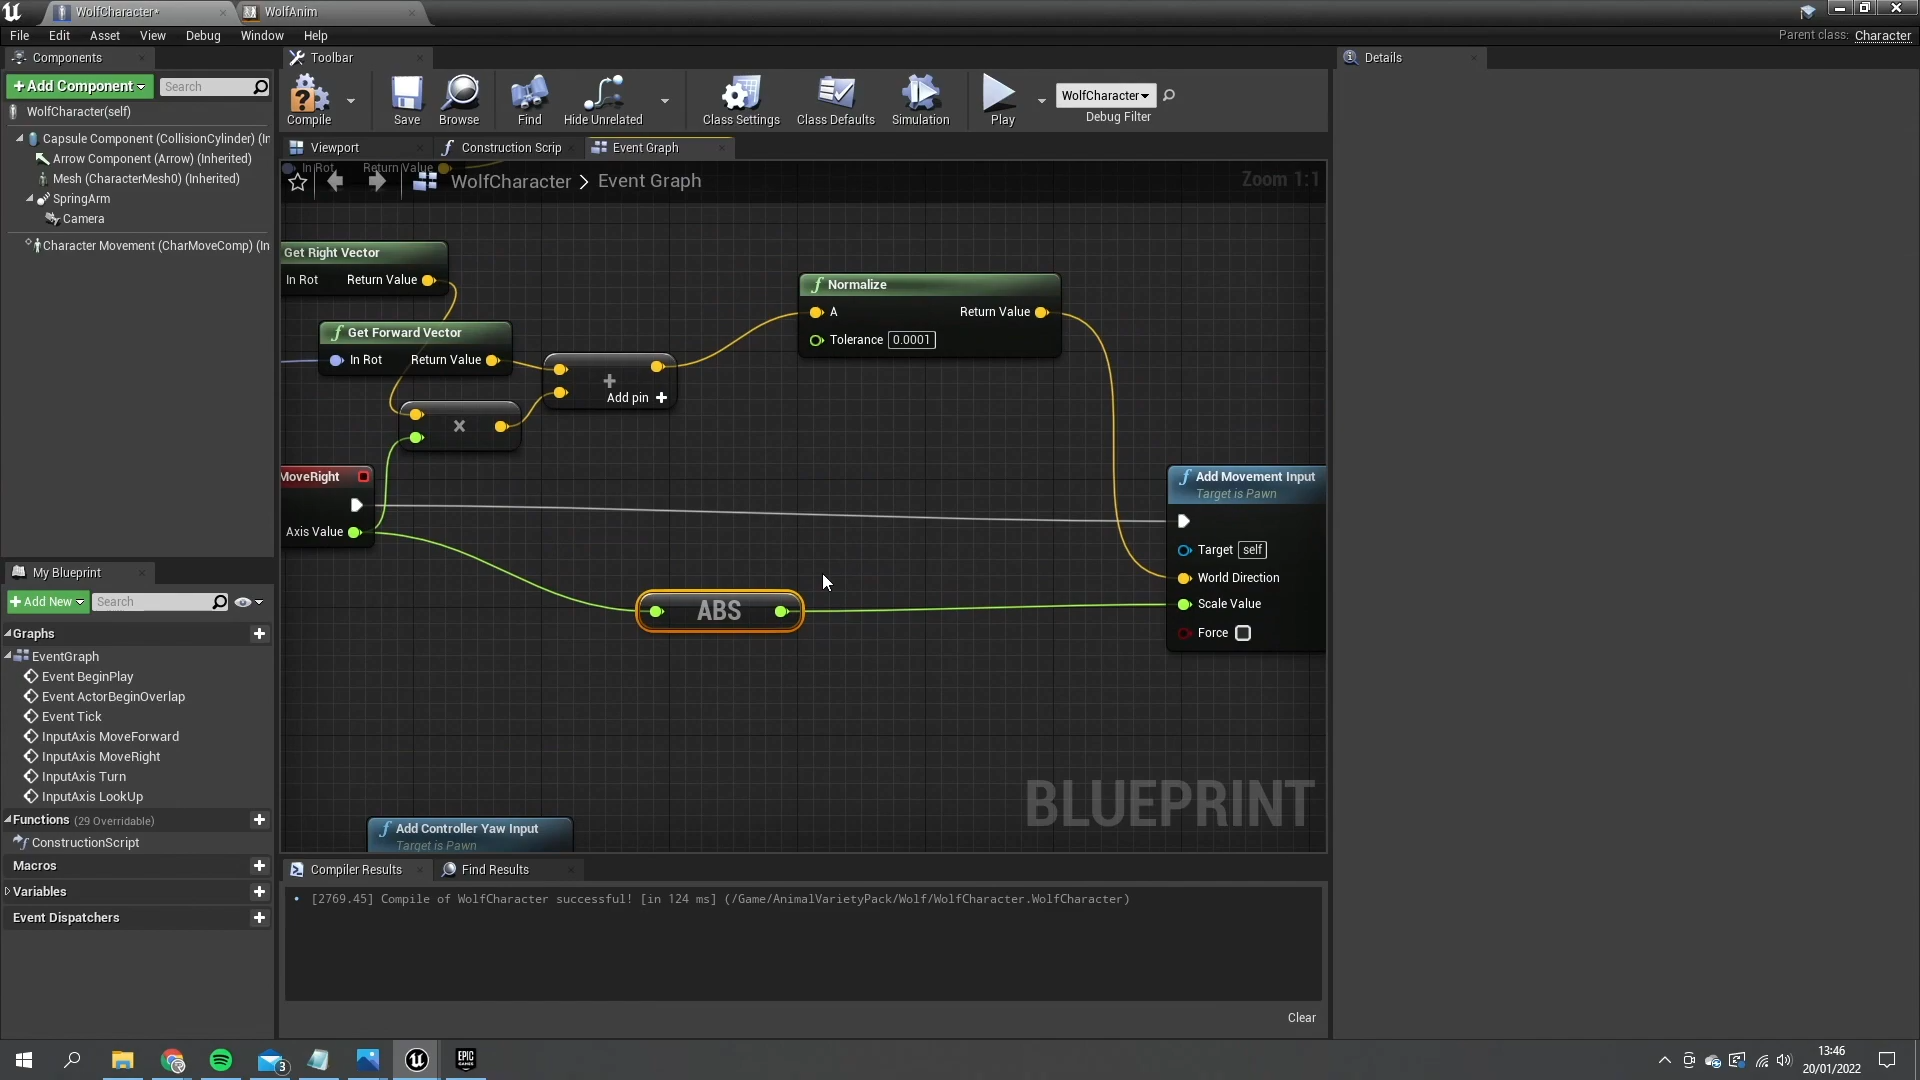 WolfCharacter*
WolfAnim
File Edit Asset View Debug Window Help
Parent class: Character
Components
Toolbar
Details
+Add Component
Search
Compile
Save
Browse
Find
Hide Unrelated
Class Settings
Class Defaults
Simulation
Play
WolfCharacter
Debug Filter
WolfCharacter(self)
Capsule Component (CollisionCylinder) (In
Arrow Component (Arrow) (Inherited)
Mesh (CharacterMesh0) (Inherited)
SpringArm
Camera
Character Movement (CharMoveComp) (In
Viewport
Construction Scrip
Event Graph
In Rot Return Value
WolfCharacter > Event Graph
Zoom 1:1
Get Right Vector
In Rot Return Value
Get Forward Vector
In Rot Return Value
+
Add pin +
×
Normalize
A Return Value
Tolerance 0.0001
MoveRight
Axis Value
ABS
Add Movement Input
Target is Pawn
Target self
World Direction
Scale Value
Force
Add Controller Yaw Input
Target is Pawn
BLUEPRINT
My Blueprint
+Add New
Search
Graphs
EventGraph
Event BeginPlay
Event ActorBeginOverlap
Event Tick
InputAxis MoveForward
InputAxis MoveRight
InputAxis Turn
InputAxis LookUp
Functions (29 Overridable)
ConstructionScript
Macros
Variables
Event Dispatchers
Compiler Results
Find Results
[2769.45] Compile of WolfCharacter successful! [in 124 ms] (/Game/AnimalVarietyPack/Wolf/WolfCharacter.WolfCharacter)
Clear
3
EPIC GAMES
13:46
20/01/2022